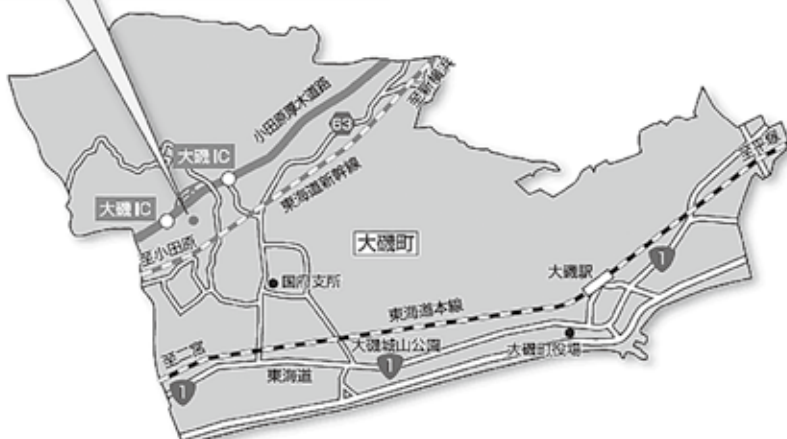 至新横浜
小田原厚木道路
63
至平塚
大磯IC
東海道新幹線
大磯IC
大磯町
至小田原
1
大磯駅
国府支所
東海道本線
大磯城山公園
至二宮
大磯町役場
1
東海道
1